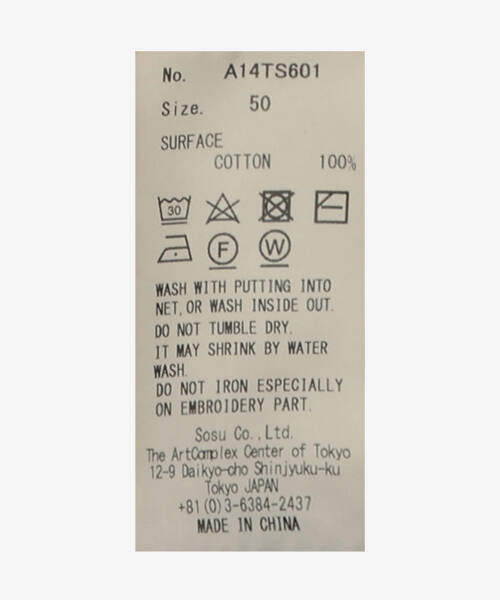 No. A14TS601
Size. 50
SURFACE
COTTON 100%
30
F W
WASH WITH PUTTING INTO
NET, OR WASH INSIDE OUT.
DO NOT TUMBLE DRY.
IT MAY SHRINK BY WATER
WASH.
DO NOT IRON ESPECIALLY
ON EMBROIDERY PART.
Sosu Co.,Ltd.
The ArtComplex Center of Tokyo
12-9 Daikyo-cho Shinjyuku-ku
Tokyo JAPAN
+81(0)3-6384-2437
MADE IN CHINA